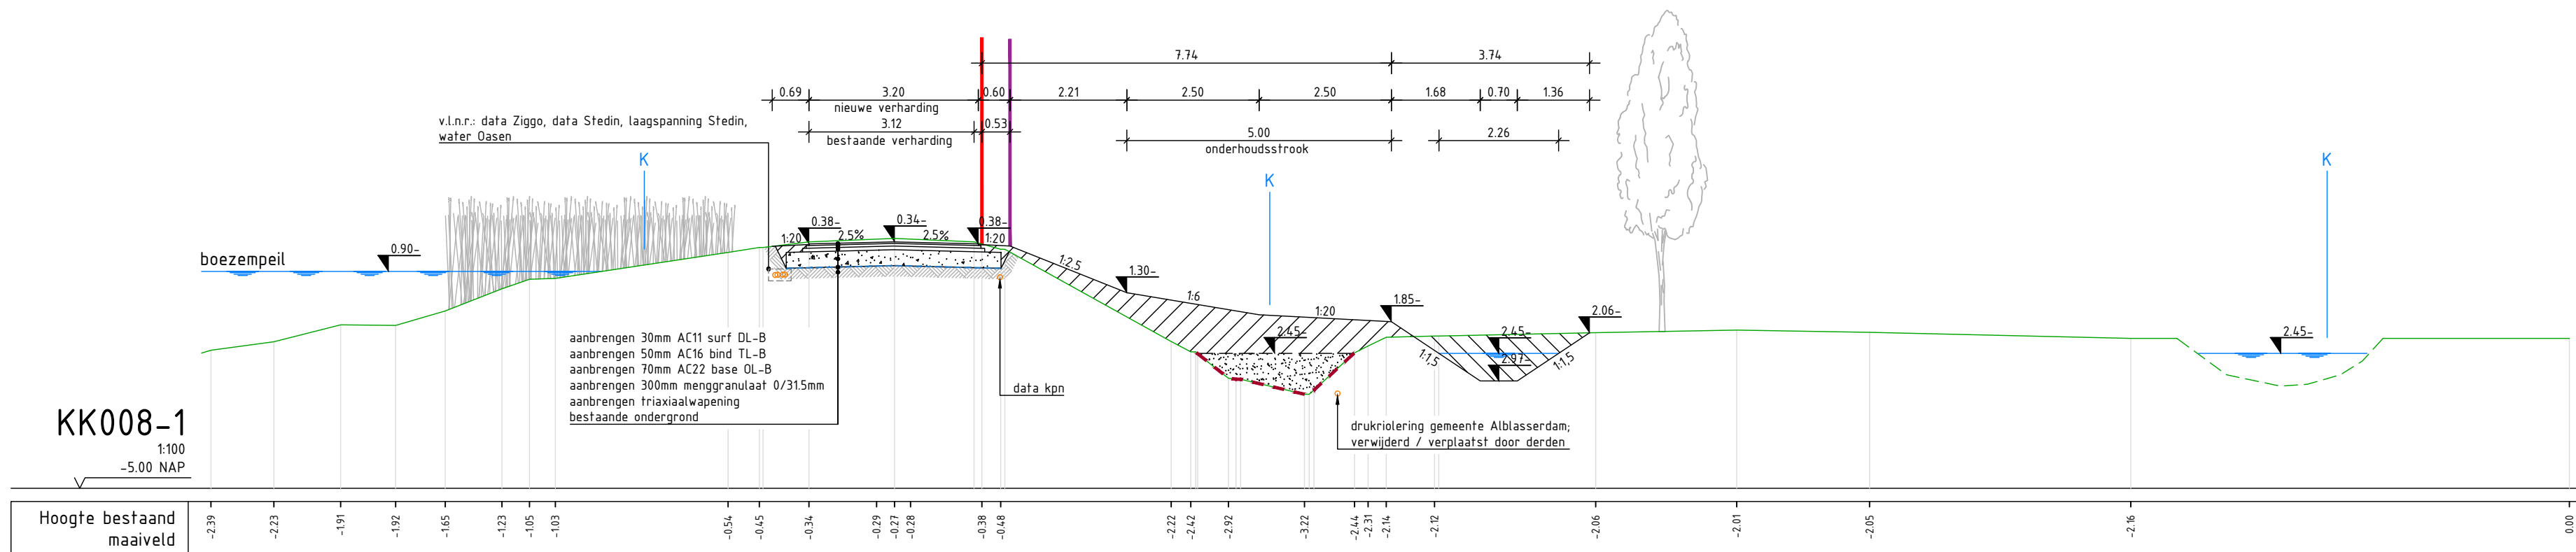 7.74
3.74
0.69
3.20
0.60
2.21
2.50
2.50
1.68
0.70
1.36
nieuwe verharding
3.12
0.53
bestaande verharding
5.00
onderhoudsstrook
2.26
v.l.n.r.: data Ziggo, data Stedin, laagspanning Stedin,
water Oasen
K
K
K
boezempeil
0.90-
1:20
0.38-
2.5%
0.34-
2.5%
0.38-
1:20
1:2.5
1.30-
1:6
1:20
1.85-
2.06-
2.45-
2.45-
2.97-
1:1,5
1:1,5
2.45-
aanbrengen 30mm AC11 surf DL-B
aanbrengen 50mm AC16 bind TL-B
aanbrengen 70mm AC22 base OL-B
aanbrengen 300mm menggranulaat 0/31.5mm
aanbrengen triaxiaalwapening
bestaande ondergrond
data kpn
drukriolering gemeente Alblasserdam;
verwijderd / verplaatst door derden
KK008-1
1:100
-5.00 NAP
Hoogte bestaand
maaiveld
-2.39
-2.23
-1.91
-1.92
-1.65
-1.23
-1.05
-1.03
-0.54
-0.45
-0.34
-0.29
-0.27
-0.28
-0.38
-0.48
-2.22
-2.42
-2.92
-3.22
-2.44
-2.31
-2.14
-2.12
-2.06
-2.01
-2.05
-2.16
-0.00